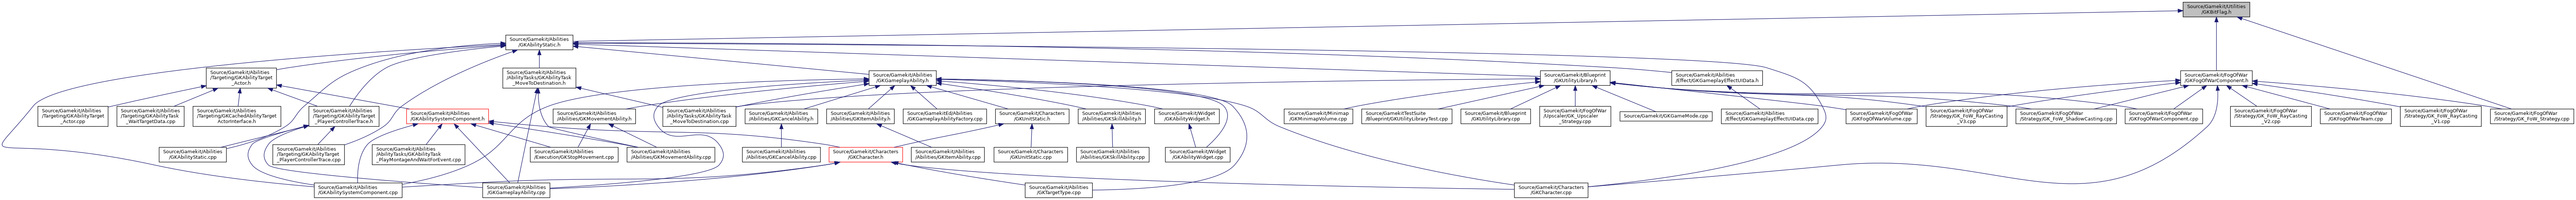 Source/Gamekit/Utilities
/GKBitFlag.h
Source/Gamekit/Abilities
/GKAbilityStatic.h
Source/Gamekit/Abilities
/Targeting/GKAbilityTarget
_Actor.h
Source/Gamekit/Abilities
/AbilityTasks/GKAbilityTask
_MoveToDestination.h
Source/Gamekit/Abilities
/GKGameplayAbility.h
Source/Gamekit/Blueprint
/GKUtilityLibrary.h
Source/Gamekit/Abilities
/Effect/GKGameplayEffectUIData.h
Source/Gamekit/FogOfWar
/GKFogOfWarComponent.h
Source/Gamekit/Abilities
/Targeting/GKAbilityTarget
_Actor.cpp
Source/Gamekit/Abilities
/Targeting/GKAbilityTask
_WaitTargetData.cpp
Source/Gamekit/Abilities
/Targeting/GKCachedAbilityTarget
ActorInterface.h
Source/Gamekit/Abilities
/Targeting/GKAbilityTarget
_PlayerControllerTrace.h
Source/Gamekit/Abilities
/GKAbilitySystemComponent.h
Source/Gamekit/Abilities
/Abilities/GKMovementAbility.h
Source/Gamekit/Abilities
/AbilityTasks/GKAbilityTask
_MoveToDestination.cpp
Source/Gamekit/Abilities
/Abilities/GKCancelAbility.h
Source/Gamekit/Abilities
/Abilities/GKItemAbility.h
Source/GamekitEd/Abilities
/GKGameplayAbilityFactory.cpp
Source/Gamekit/Characters
/GKUnitStatic.h
Source/Gamekit/Abilities
/Abilities/GKSkillAbility.h
Source/Gamekit/Widget
/GKAbilityWidget.h
Source/Gamekit/Minimap
/GKMinimapVolume.cpp
Source/Gamekit/TestSuite
/Blueprint/GKUtilityLibraryTest.cpp
Source/Gamekit/Blueprint
/GKUtilityLibrary.cpp
Source/Gamekit/FogOfWar
/Upscaler/GK_Upscaler
_Strategy.cpp
Source/Gamekit/GKGameMode.cpp
Source/Gamekit/Abilities
/Effect/GKGameplayEffectUIData.cpp
Source/Gamekit/FogOfWar
/GKFogOfWarVolume.cpp
Source/Gamekit/FogOfWar
/Strategy/GK_FoW_RayCasting
_V3.cpp
Source/Gamekit/FogOfWar
/Strategy/GK_FoW_ShadowCasting.cpp
Source/Gamekit/FogOfWar
/GKFogOfWarComponent.cpp
Source/Gamekit/FogOfWar
/Strategy/GK_FoW_RayCasting
_V2.cpp
Source/Gamekit/FogOfWar
/GKFogOfWarTeam.cpp
Source/Gamekit/FogOfWar
/Strategy/GK_FoW_RayCasting
_V1.cpp
Source/Gamekit/FogOfWar
/Strategy/GK_FoW_Strategy.cpp
Source/Gamekit/Abilities
/GKAbilityStatic.cpp
Source/Gamekit/Abilities
/Targeting/GKAbilityTarget
_PlayerControllerTrace.cpp
Source/Gamekit/Abilities
/AbilityTasks/GKAbilityTask
_PlayMontageAndWaitForEvent.cpp
Source/Gamekit/Abilities
/Execution/GKStopMovement.cpp
Source/Gamekit/Abilities
/Abilities/GKMovementAbility.cpp
Source/Gamekit/Abilities
/Abilities/GKCancelAbility.cpp
Source/Gamekit/Characters
/GKCharacter.h
Source/Gamekit/Abilities
/Abilities/GKItemAbility.cpp
Source/Gamekit/Characters
/GKUnitStatic.cpp
Source/Gamekit/Abilities
/Abilities/GKSkillAbility.cpp
Source/Gamekit/Widget
/GKAbilityWidget.cpp
Source/Gamekit/Abilities
/GKAbilitySystemComponent.cpp
Source/Gamekit/Abilities
/GKGameplayAbility.cpp
Source/Gamekit/Abilities
/GKTargetType.cpp
Source/Gamekit/Characters
/GKCharacter.cpp